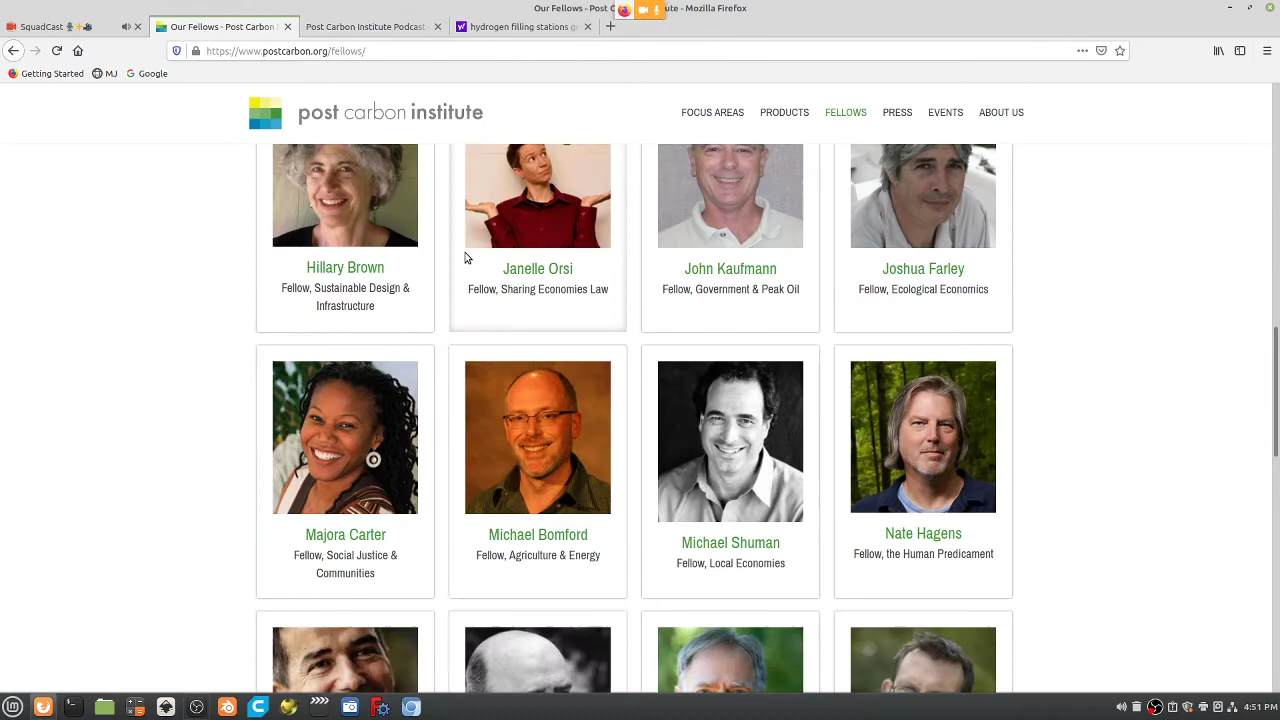 Our Fellows - Post C
te - Mozilla Firefox
SquadCast
Our Fellows - Post Carbon
Post Carbon Institute Podcast
hydrogen filling stations
https://www.postcarbon.org/fellows/
Getting Started
MJ
Google
post carbon institute
FOCUS AREAS
PRODUCTS
FELLOWS
PRESS
EVENTS
ABOUT US
Hillary Brown
Fellow, Sustainable Design &
Infrastructure
Janelle Orsi
Fellow, Sharing Economies Law
John Kaufmann
Fellow, Government & Peak Oil
Joshua Farley
Fellow, Ecological Economics
Majora Carter
Fellow, Social Justice &
Communities
Michael Bomford
Fellow, Agriculture & Energy
Michael Shuman
Fellow, Local Economies
Nate Hagens
Fellow, the Human Predicament
4:51 PM